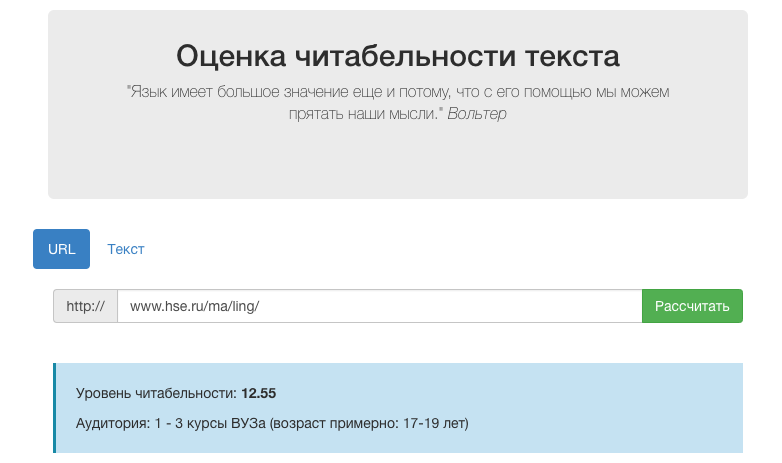 Оценка читабельности текста
"Язык имеет большое значение еще и потому, что с его помощью мы можем
прятать наши мысли." Вольтер
URL Текст
http:// www.hse.ru/ma/ling/ Рассчитать
Уровень читабельности: 12.55
Аудитория: 1 - 3 курсы ВУЗа (возраст примерно: 17-19 лет)